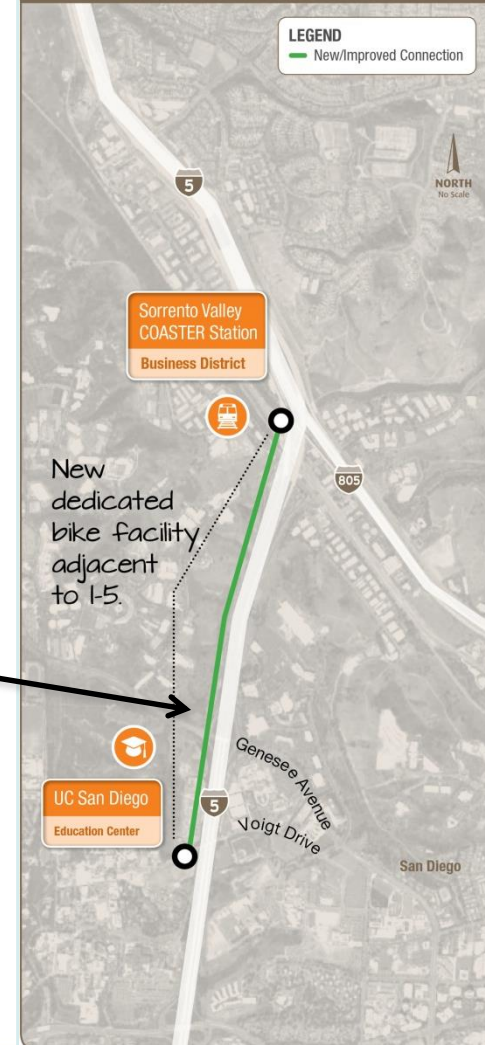 LEGEND
New/Improved Connection
NORTH
No Scale
5
Sorrento Valley
COASTER Station
Business District
805
New
dedicated
bike facility
adjacent
to I-5.
UC San Diego
Education Center
5
Genesee Avenue
Voigt Drive
San Diego